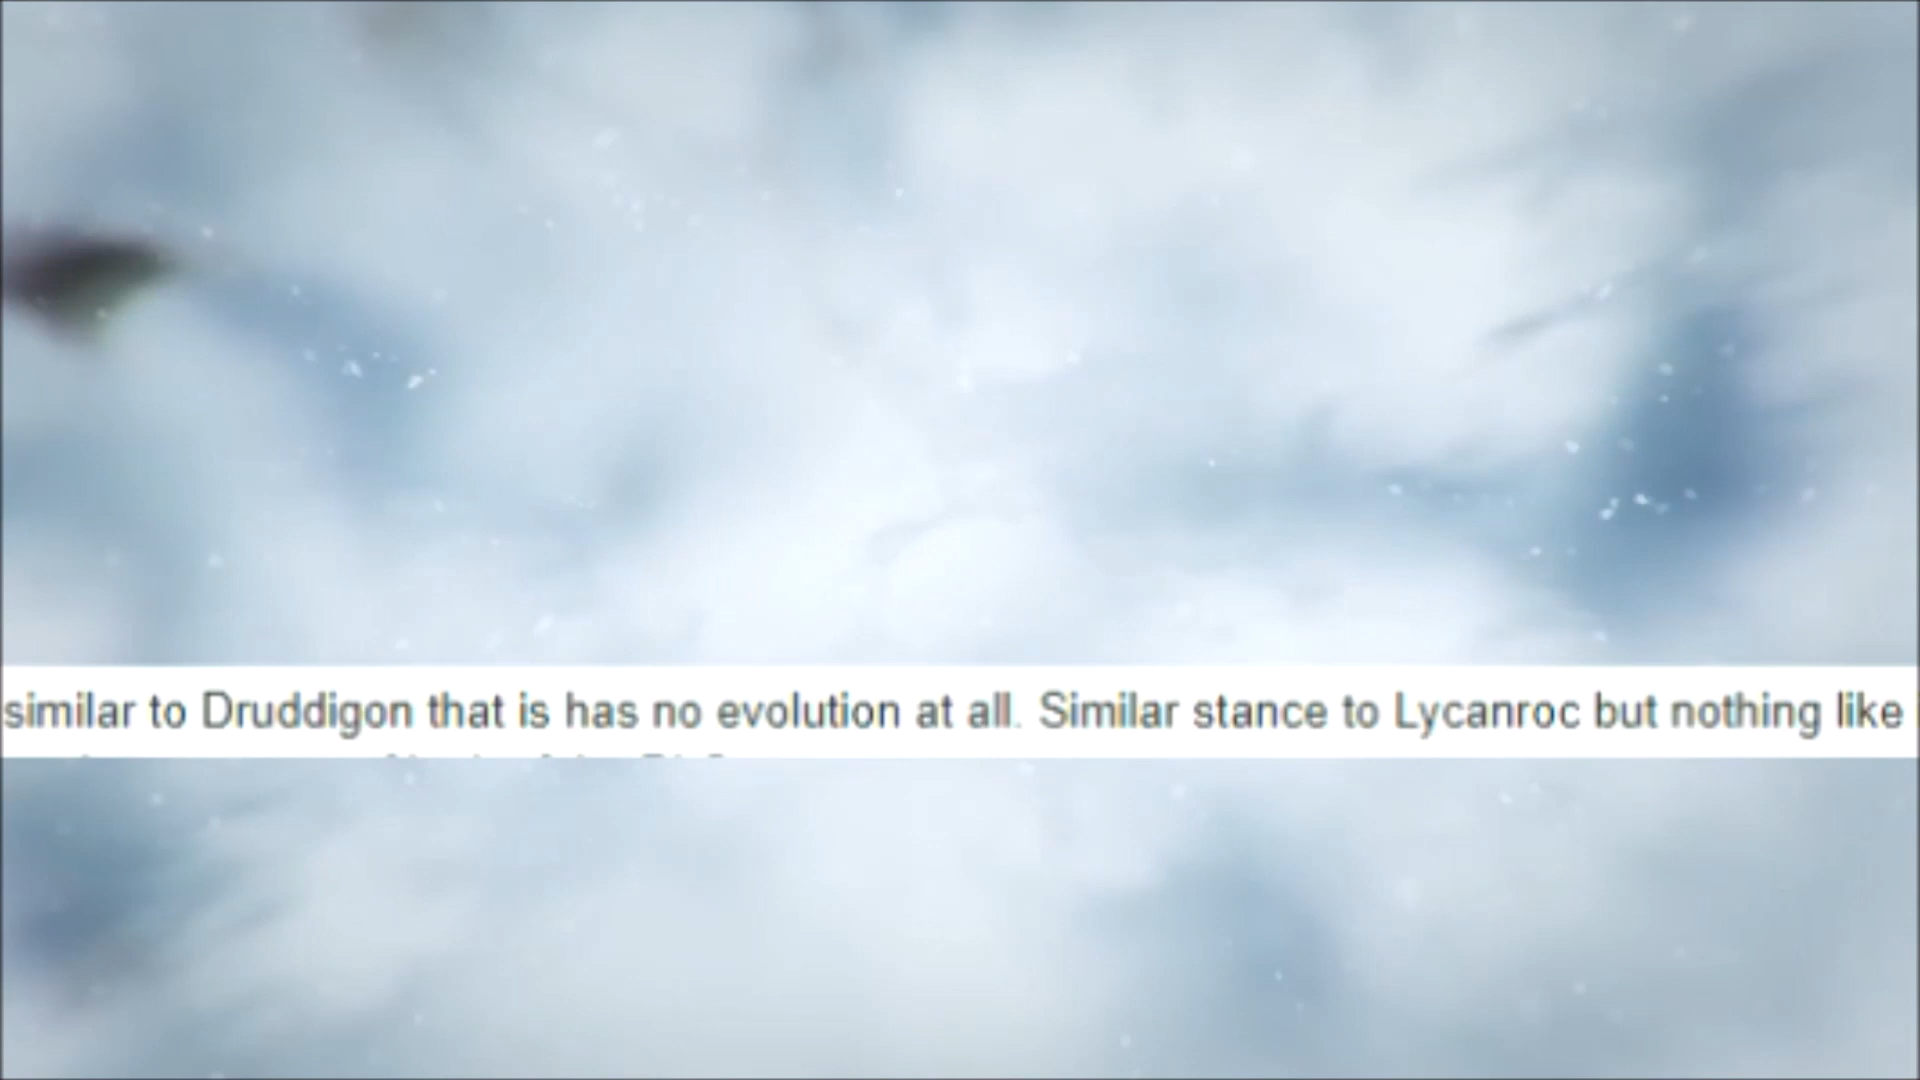 similar to Druddigon that is has no evolution at all. Similar stance to Lycanroc but nothing like